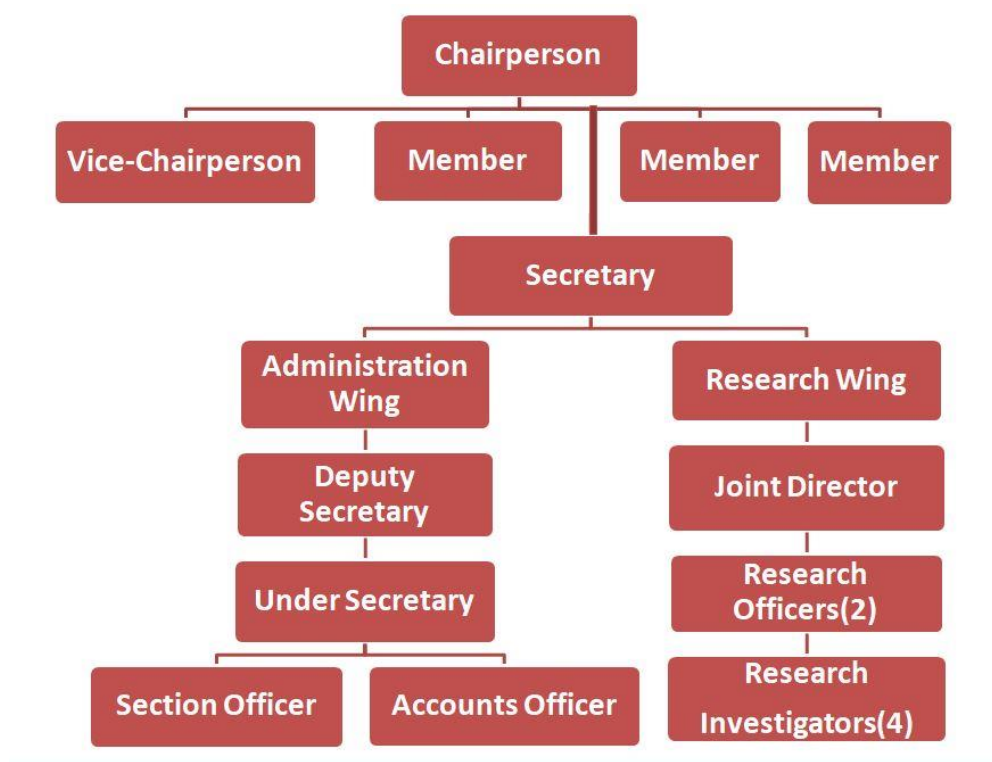 Chairperson
Vice-Chairperson
Member
Member
Member
Secretary
Administration
Wing
Research Wing
Deputy
Secretary
Joint Director
Under Secretary
Research
Officers(2)
Section Officer
Accounts Officer
Research
Investigators(4)